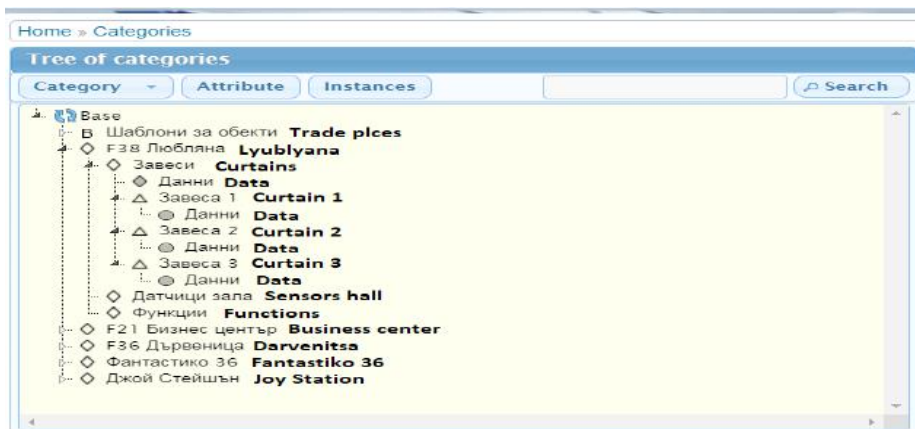 Home » Categories
Tree of categories
Category Attribute Instances Search
Base
B Шаблони за обекти Trade plces
F38 Любляна Lyublyana
Завеси Curtains
Данни Data
Завеса 1 Curtain 1
Данни Data
Завеса 2 Curtain 2
Данни Data
Завеса 3 Curtain 3
Данни Data
Датчици зала Sensors hall
Функции Functions
F21 Бизнес център Business center
F36 Дървеница Darvenitsa
Фантастико 36 Fantastiko 36
Джой Стейшън Joy Station